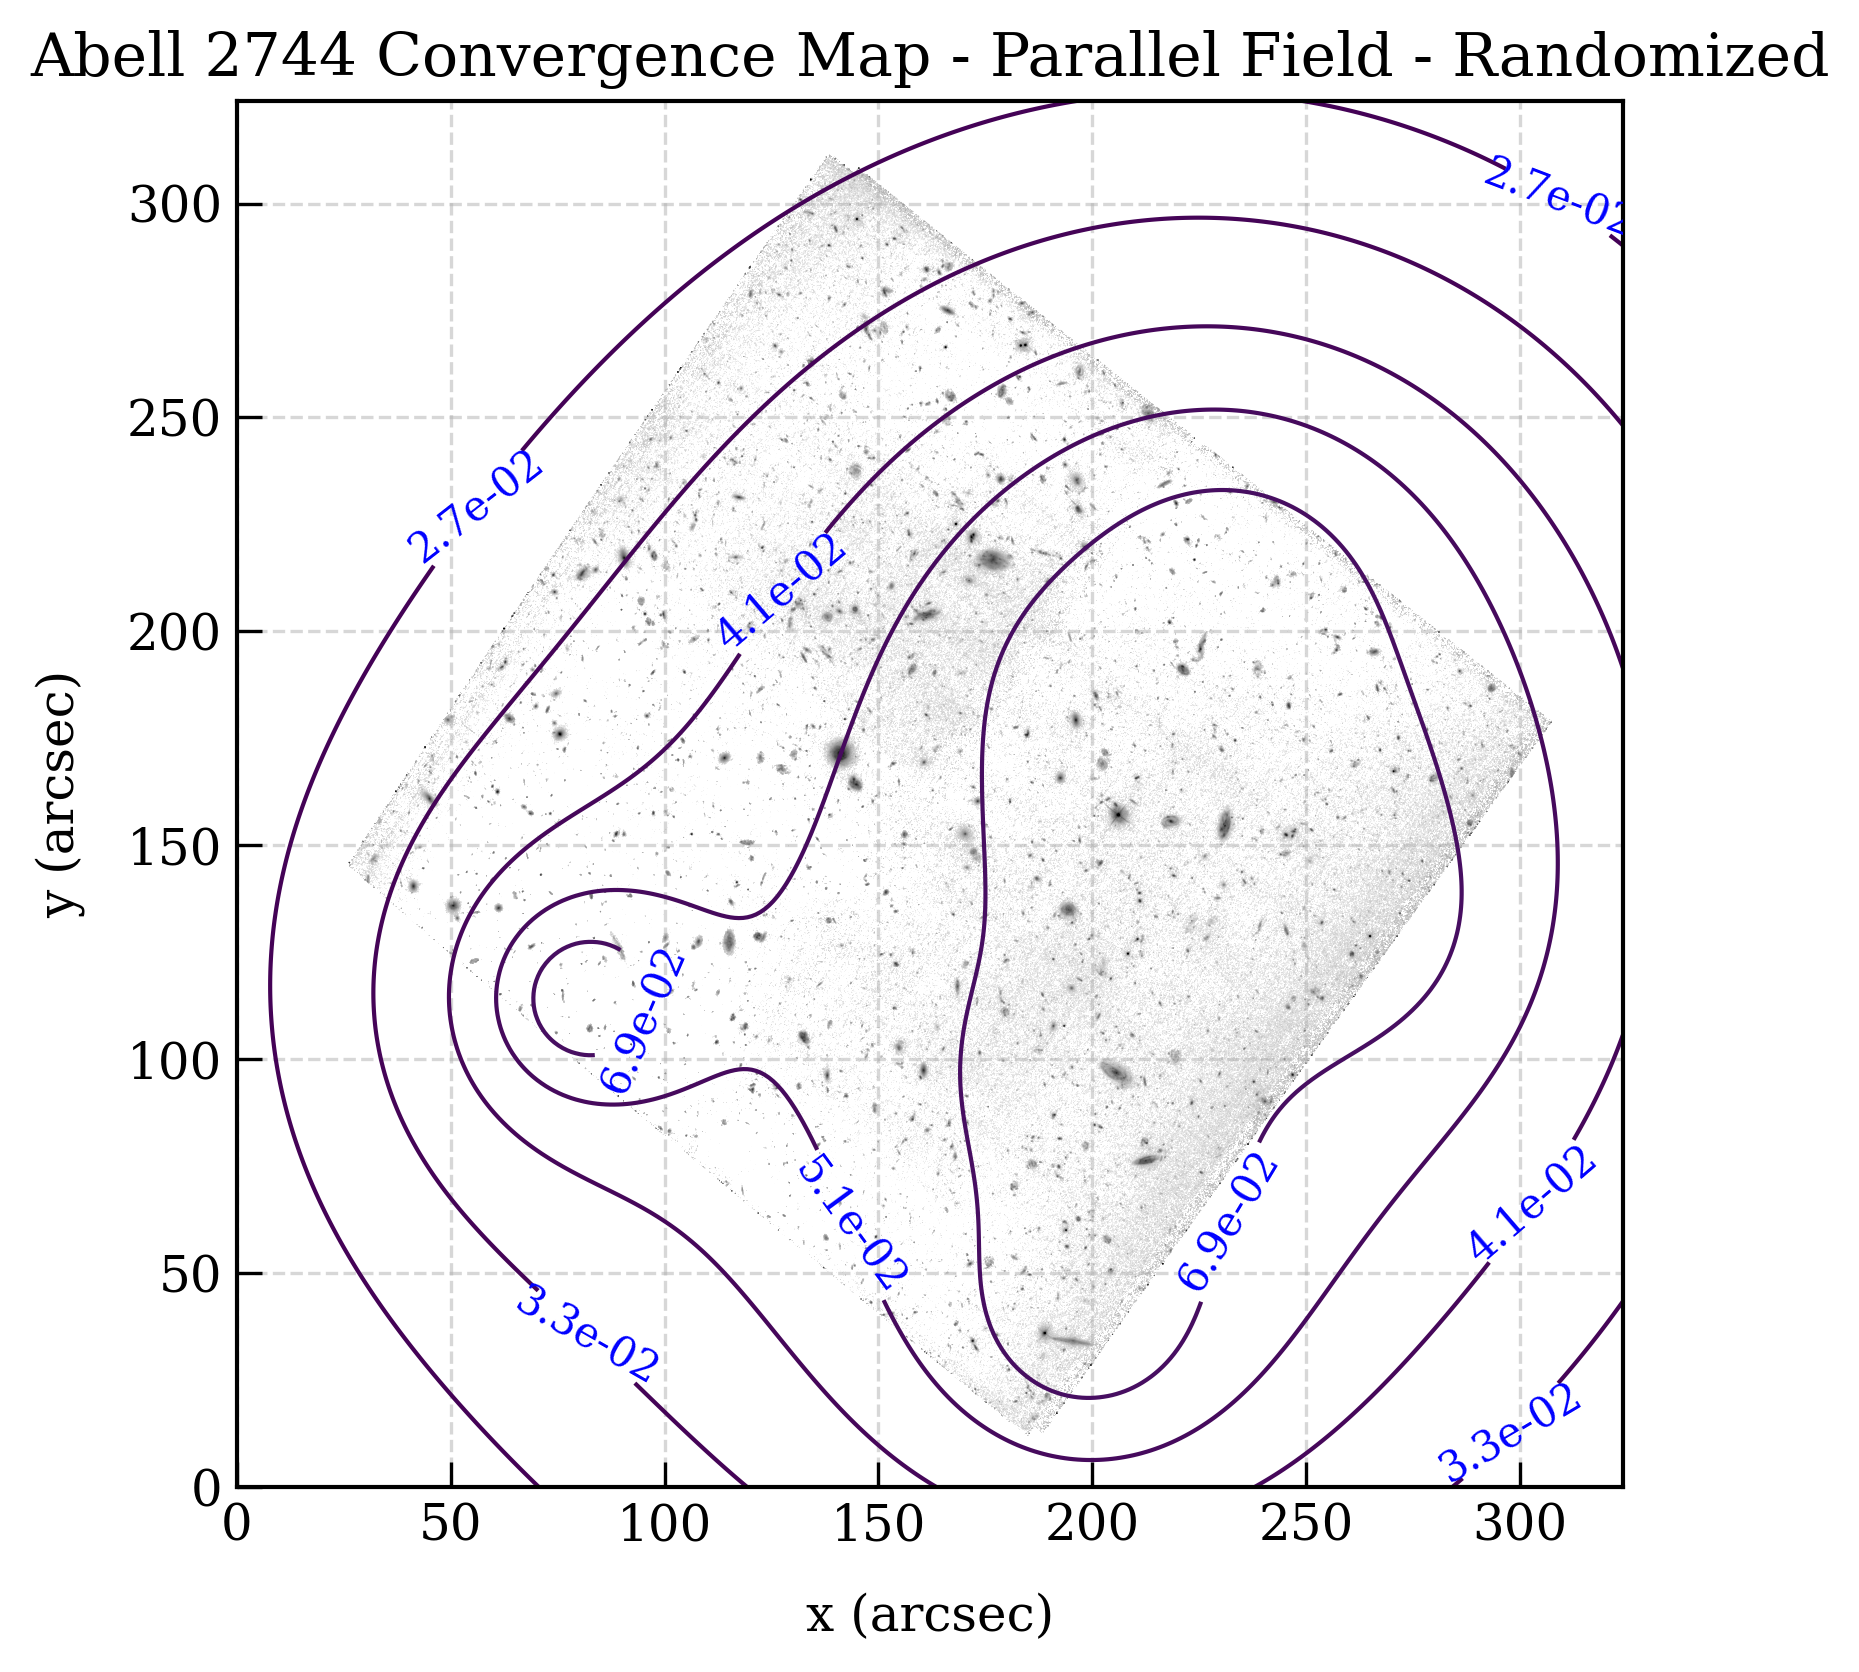 Abell 2744 Convergence Map - Parallel Field - Randomized
2.7e-02
300
250
2.7e-02
4.1e-02
200
y (arcsec)
150
6.9e-02
100
5.1e-02
6.9e-02
4.1e-02
50
3.3e-02
3.3e-02
0
0 50 100 150 200 250 300
x (arcsec)